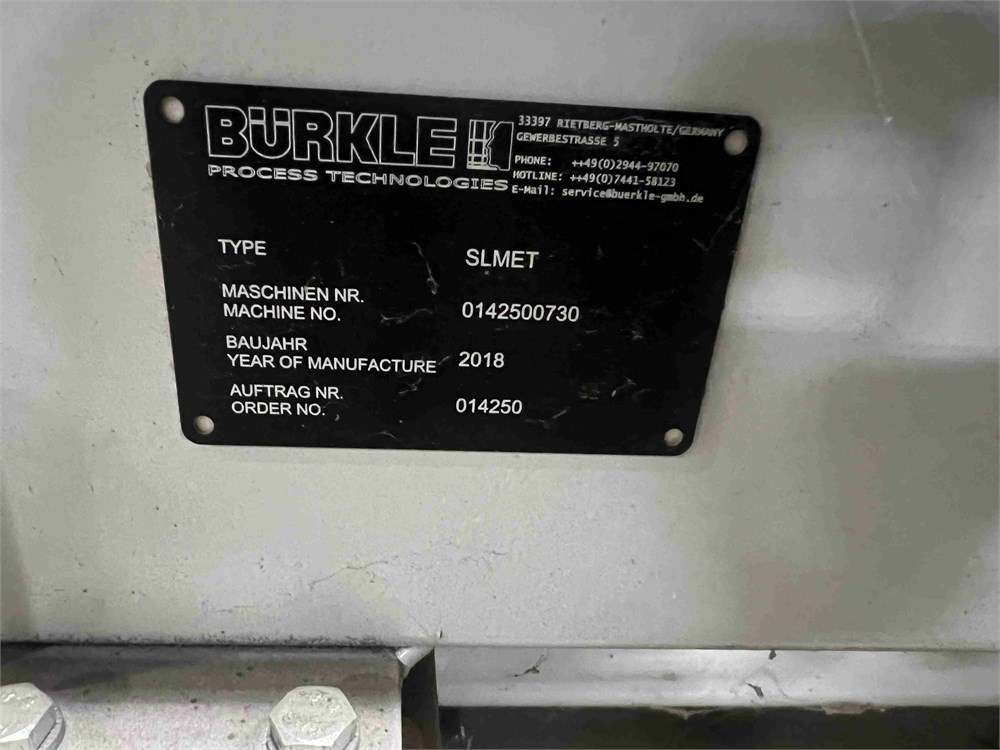 BÜRKLE
PROCESS TECHNOLOGIES
33397 RIETBERG-MASTHOLTE/GERMANY
GEWERBESTRASSE 5
PHONE: ++49(0)2944-97070
HOTLINE: ++49(0)7441-58123
E-Mail: service@buerkle-gmbh.de
TYPE SLMET
MASCHINEN NR.
MACHINE NO. 0142500730
BAUJAHR
YEAR OF MANUFACTURE 2018
AUFTRAG NR.
ORDER NO. 014250